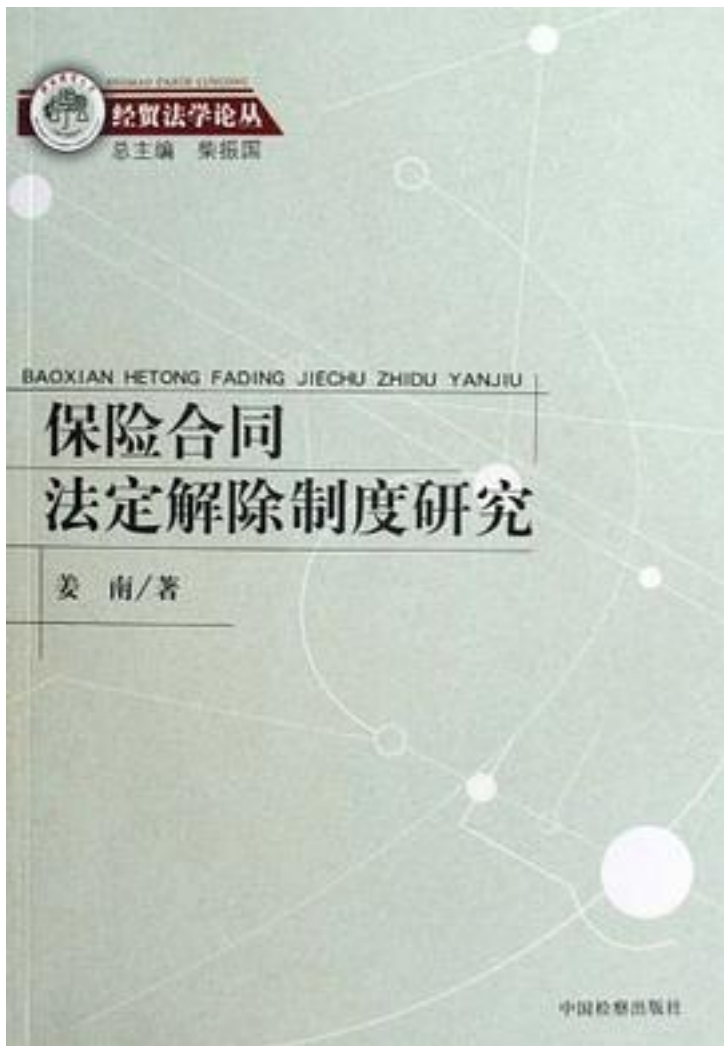 经贸法学论丛
总主编 柴振国
BAOXIAN HETONG FADING JIECHU ZHIDU YANJIU
保险合同
法定解除制度研究
姜 南/著
中国检察出版社